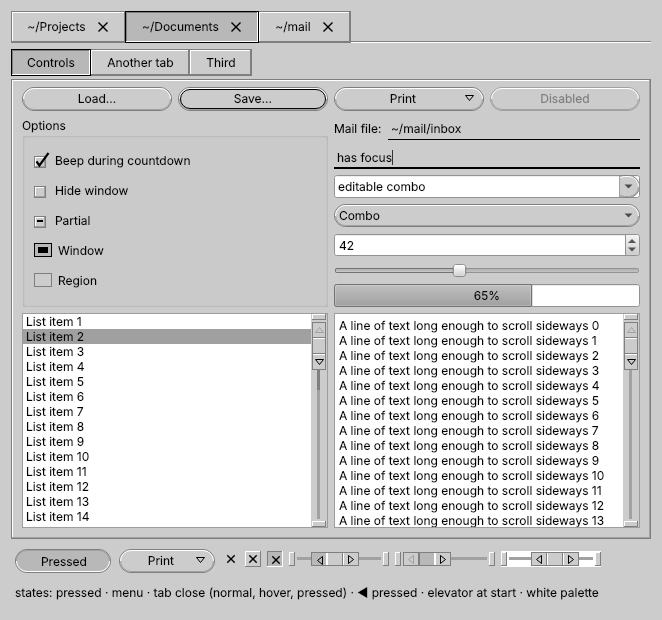 ~/Projects ~/Documents ~/mail
Controls Another tab Third
Load... Save... Print Disabled
Options
Beep during countdown
Hide window
Partial
Window
Region
Mail file: ~/mail/inbox
has focus
editable combo
Combo
42
65%
List item 1
List item 2
List item 3
List item 4
List item 5
List item 6
List item 7
List item 8
List item 9
List item 10
List item 11
List item 12
List item 13
List item 14
A line of text long enough to scroll sideways 0
A line of text long enough to scroll sideways 1
A line of text long enough to scroll sideways 2
A line of text long enough to scroll sideways 3
A line of text long enough to scroll sideways 4
A line of text long enough to scroll sideways 5
A line of text long enough to scroll sideways 6
A line of text long enough to scroll sideways 7
A line of text long enough to scroll sideways 8
A line of text long enough to scroll sideways 9
A line of text long enough to scroll sideways 10
A line of text long enough to scroll sideways 11
A line of text long enough to scroll sideways 12
A line of text long enough to scroll sideways 13
Pressed Print
states: pressed · menu · tab close (normal, hover, pressed) · ◀ pressed · elevator at start · white palette